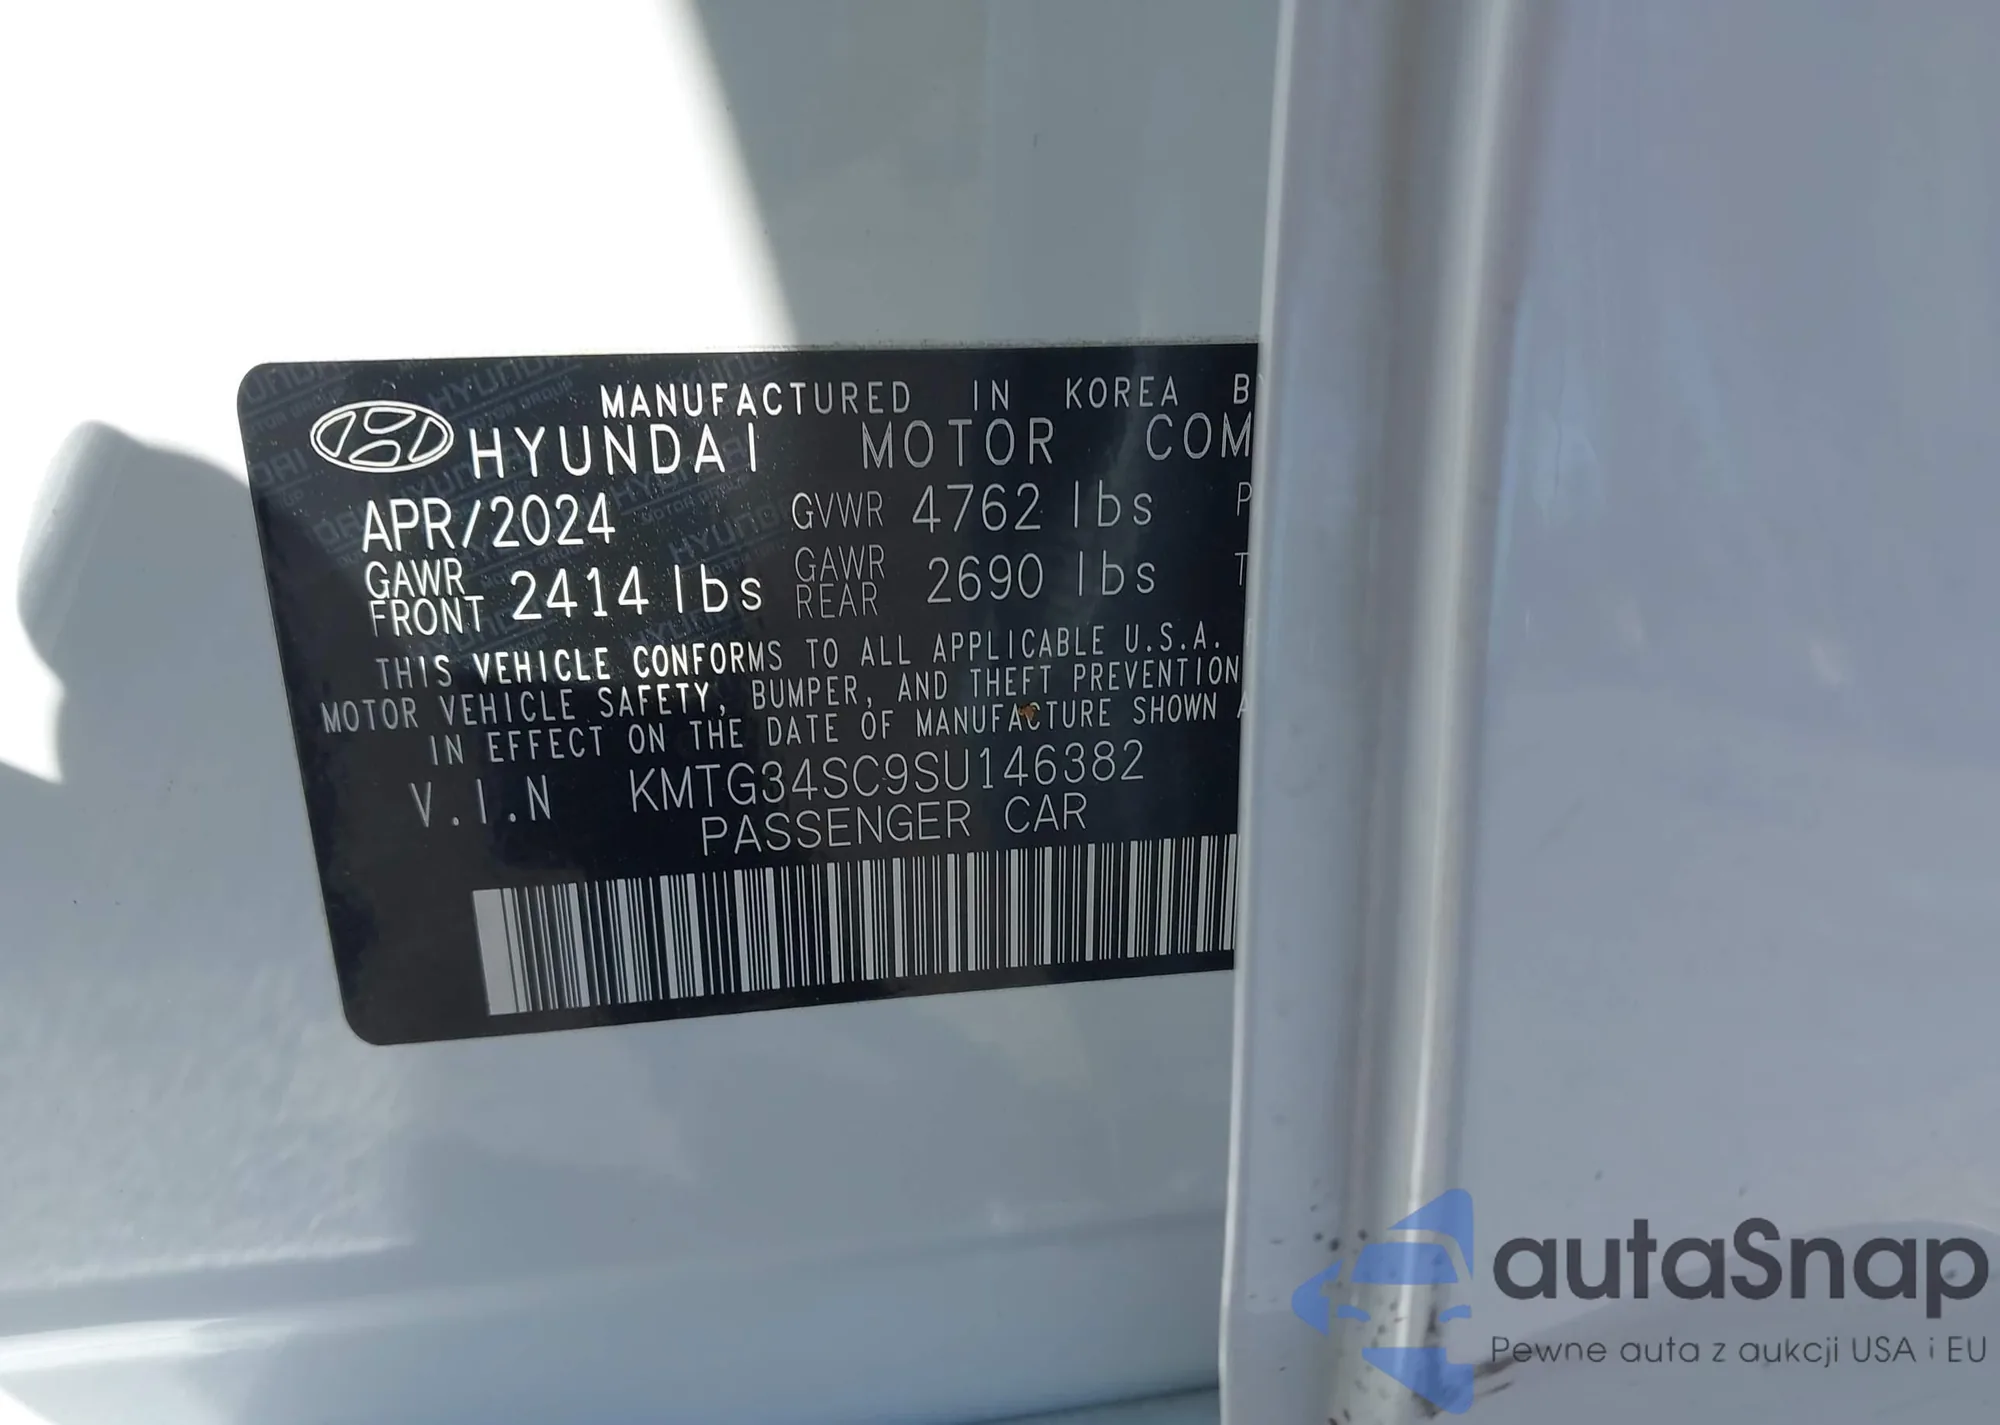 MANUFACTURED IN KOREA BY
HYUNDAI MOTOR COM
APR/2024 GVWR 4762 lbs P
GAWR FRONT 2414 lbs GAWR REAR 2690 lbs T
THIS VEHICLE CONFORMS TO ALL APPLICABLE U.S.A.
MOTOR VEHICLE SAFETY, BUMPER, AND THEFT PREVENTION
IN EFFECT ON THE DATE OF MANUFACTURE SHOWN A
V.I.N KMTG34SC9SU146382
PASSENGER CAR
autaSnap
Pewne auta z aukcji USA i EU